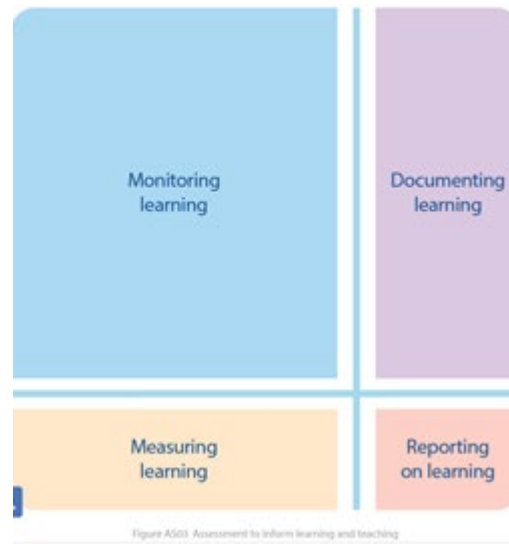 Monitoring
learning
Documenting
learning
Measuring
learning
Reporting
on learning
Figure AS03 Assessment to inform learning and teaching